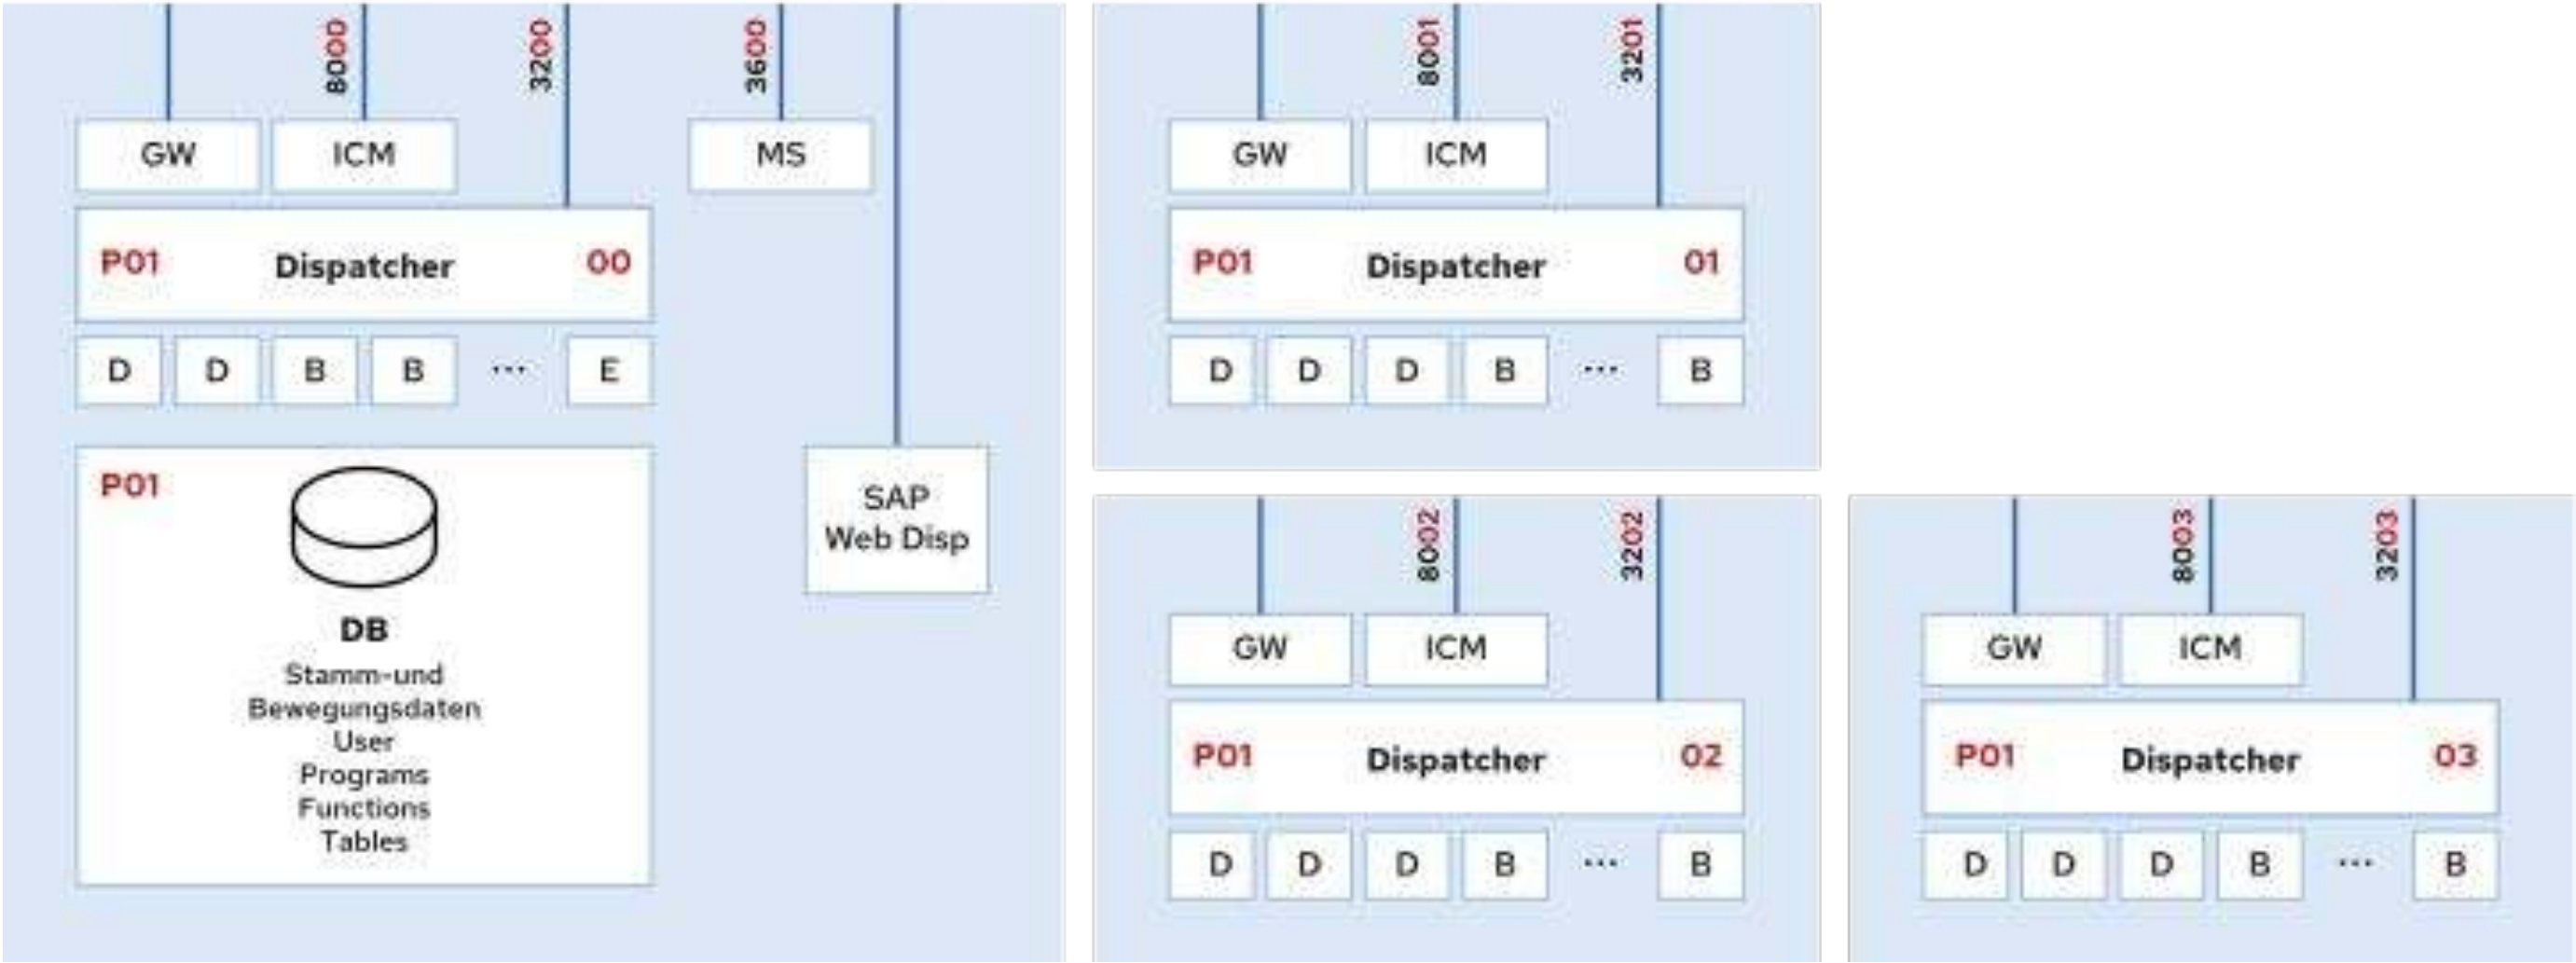 8000
3200
3600
GW
ICM
MS
P01
Dispatcher
00
D
D
B
B
...
E
P01
DB
Stamm-und
Bewegungsdaten
User
Programs
Functions
Tables
SAP
Web Disp
8001
3201
GW
ICM
P01
Dispatcher
01
D
D
D
B
...
B
8002
3202
GW
ICM
P01
Dispatcher
02
D
D
D
B
...
B
8003
3203
GW
ICM
P01
Dispatcher
03
D
D
D
B
...
B